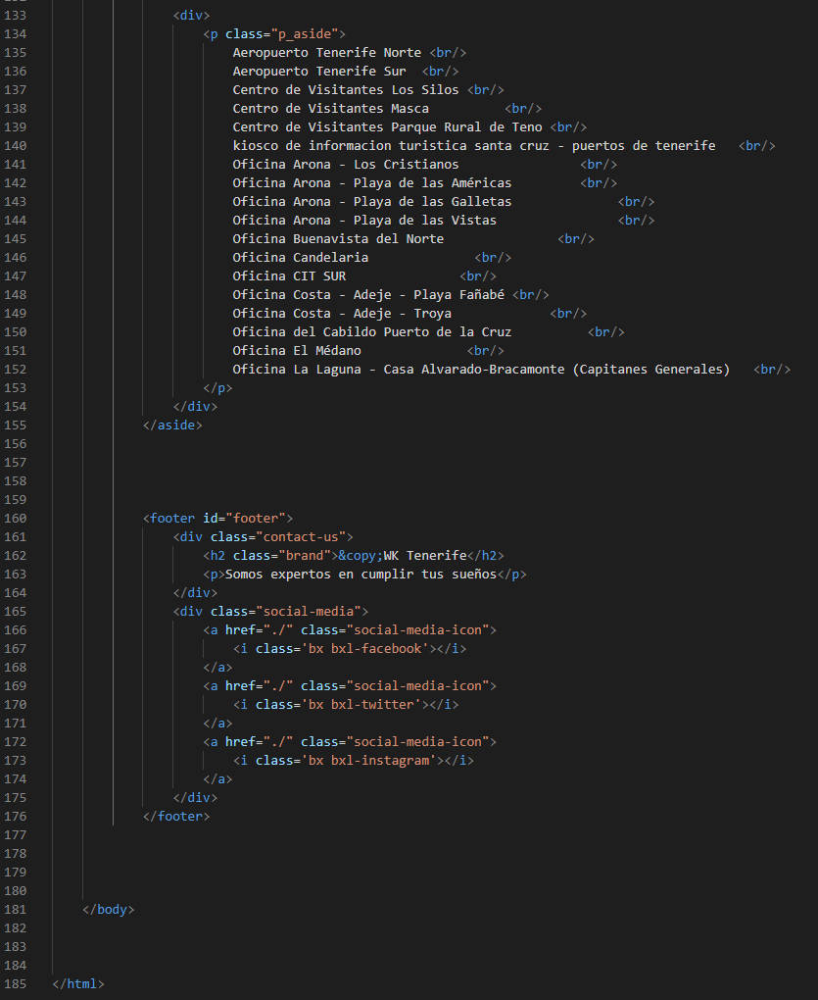 133 <div>
134 <p class="p_aside">
135 Aeropuerto Tenerife Norte <br/>
136 Aeropuerto Tenerife Sur  <br/>
137 Centro de Visitantes Los Silos <br/>
138 Centro de Visitantes Masca          <br/>
139 Centro de Visitantes Parque Rural de Teno <br/>
140 kiosco de informacion turistica santa cruz - puertos de tenerife   <br/>
141 Oficina Arona - Los Cristianos                <br/>
142 Oficina Arona - Playa de las Américas         <br/>
143 Oficina Arona - Playa de las Galletas              <br/>
144 Oficina Arona - Playa de las Vistas                <br/>
145 Oficina Buenavista del Norte               <br/>
146 Oficina Candelaria              <br/>
147 Oficina CIT SUR               <br/>
148 Oficina Costa - Adeje - Playa Fañabé <br/>
149 Oficina Costa - Adeje - Troya             <br/>
150 Oficina del Cabildo Puerto de la Cruz          <br/>
151 Oficina El Médano              <br/>
152 Oficina La Laguna - Casa Alvarado-Bracamonte (Capitanes Generales)   <br/>
153 </p>
154 </div>
155 </aside>
156
157
158
159
160 <footer id="footer">
161 <div class="contact-us">
162 <h2 class="brand">&copy;WK Tenerife</h2>
163 <p>Somos expertos en cumplir tus sueños</p>
164 </div>
165 <div class="social-media">
166 <a href="./" class="social-media-icon">
167 <i class='bx bxl-facebook'></i>
168 </a>
169 <a href="./" class="social-media-icon">
170 <i class='bx bxl-twitter'></i>
171 </a>
172 <a href="./" class="social-media-icon">
173 <i class='bx bxl-instagram'></i>
174 </a>
175 </div>
176 </footer>
177
178
179
180
181 </body>
182
183
184
185 </html>